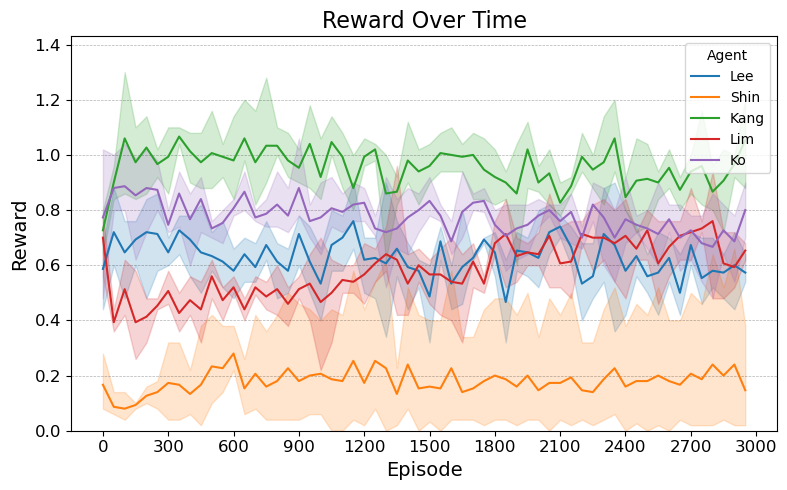 Reward Over Time
Reward
1.4
1.2
1.0
0.8
0.6
0.4
0.2
0.0
Agent
Lee
Shin
Kang
Lim
Ko
0 300 600 900 1200 1500 1800 2100 2400 2700 3000
Episode